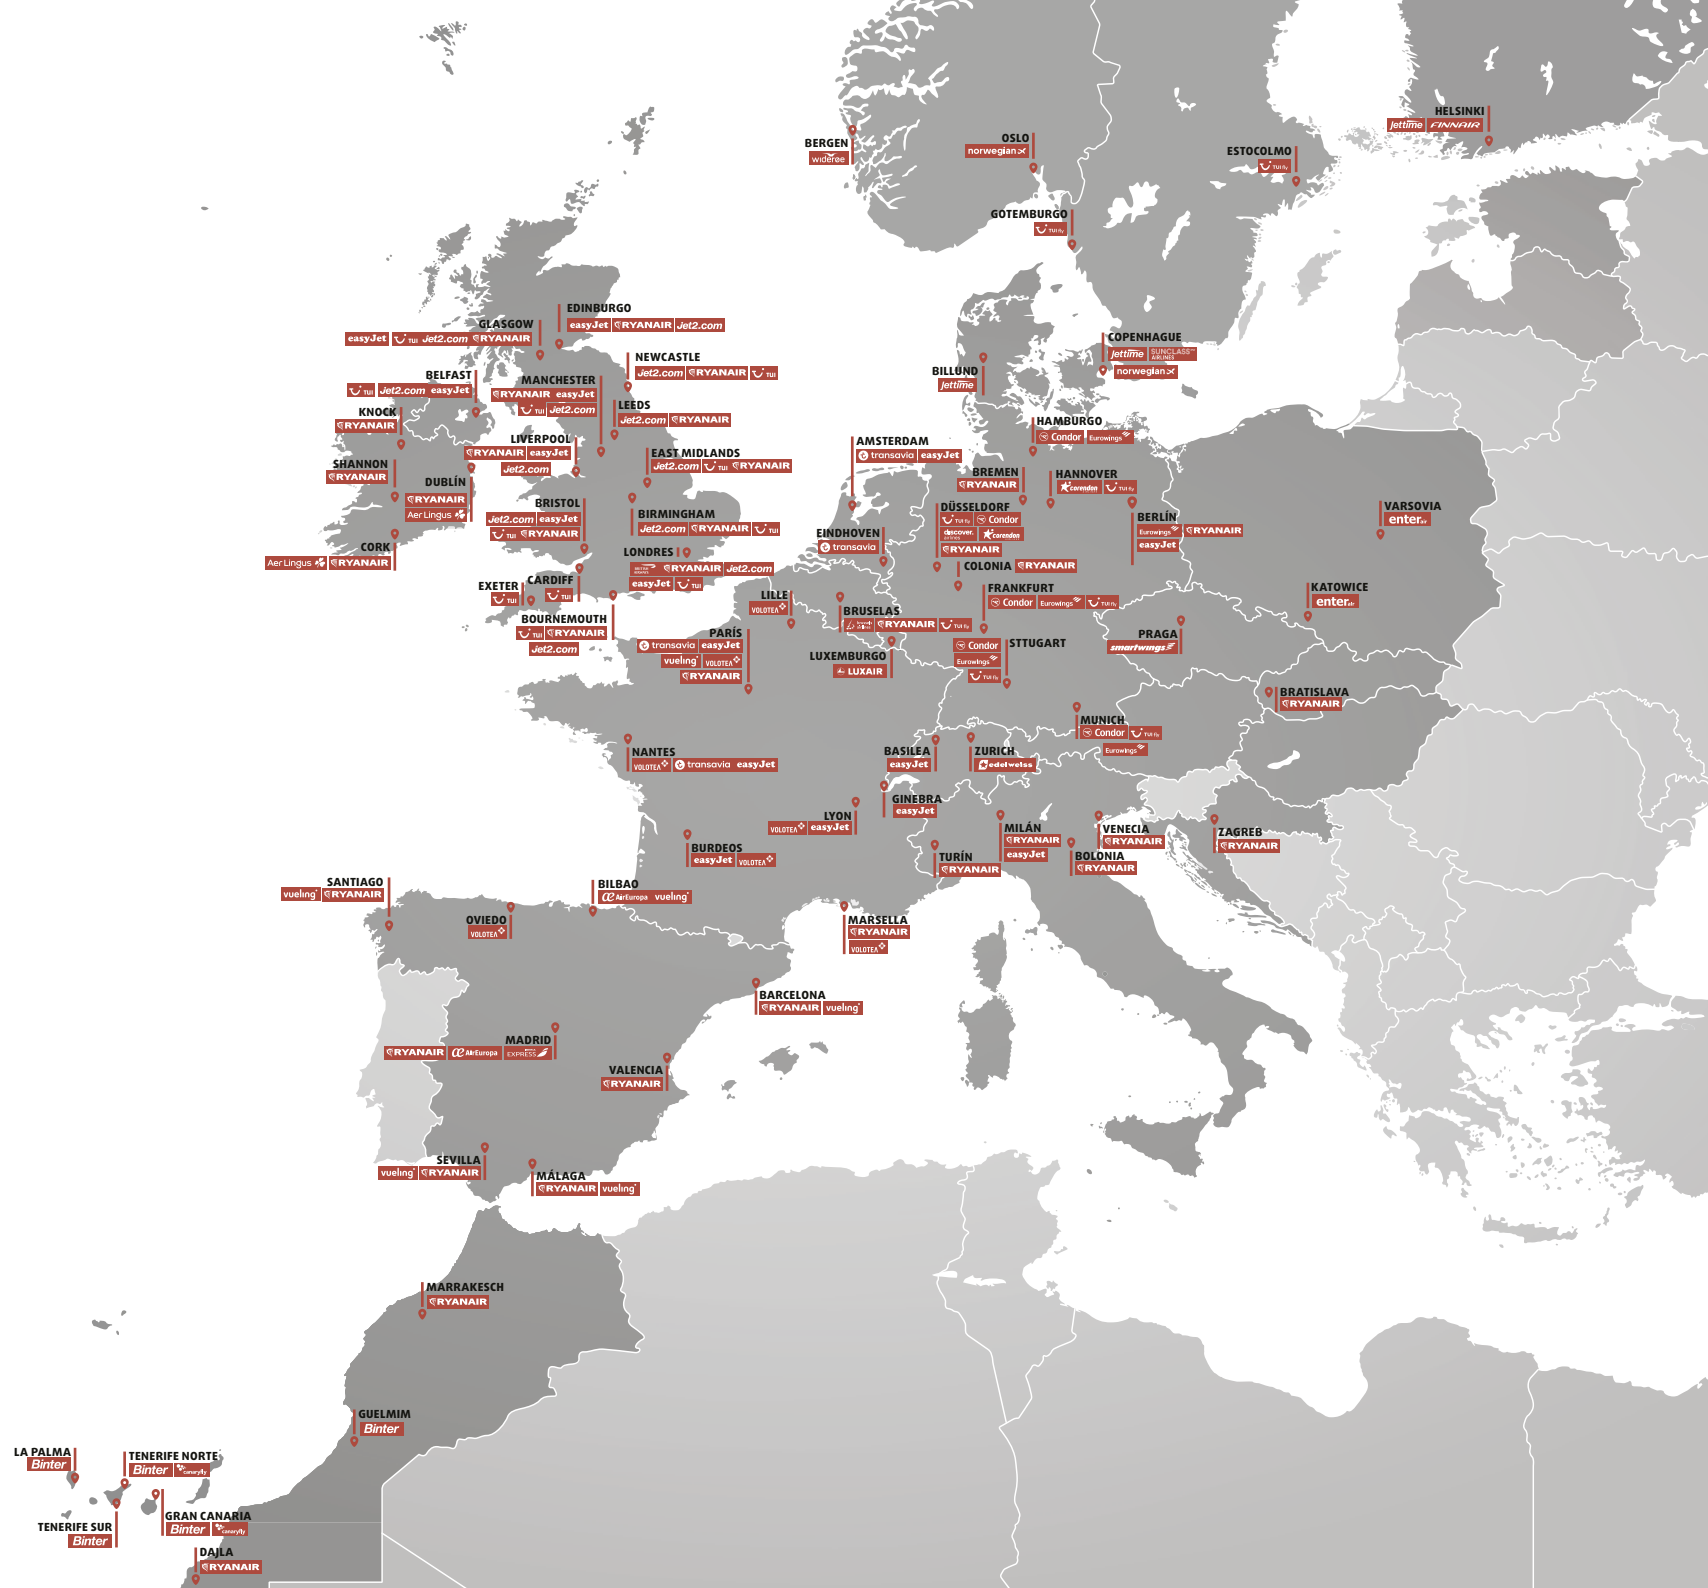 HELSINKI
Jettime FINNAIR
BERGEN
widerøe
OSLO
norwegian
ESTOCOLMO
TUI fly
GOTEMBURGO
TUI fly
EDINBURGO
easyJet RYANAIR Jet2.com
GLASGOW
easyJet TUI Jet2.com RYANAIR
COPENHAGUE
Jettime SUNCLASS AIRLINES
norwegian
BILLUND
Jettime
NEWCASTLE
Jet2.com RYANAIR TUI
BELFAST
TUI Jet2.com easyJet
MANCHESTER
RYANAIR easyJet
TUI Jet2.com
LEEDS
Jet2.com RYANAIR
KNOCK
RYANAIR
HAMBURGO
Condor Eurowings
LIVERPOOL
RYANAIR easyJet
Jet2.com
AMSTERDAM
transavia easyJet
EAST MIDLANDS
Jet2.com TUI RYANAIR
SHANNON
RYANAIR
BREMEN
RYANAIR
HANNOVER
corendon TUI fly
DUBLÍN
RYANAIR
Aer Lingus
BRISTOL
Jet2.com easyJet
TUI RYANAIR
BIRMINGHAM
Jet2.com RYANAIR TUI
DÜSSELDORF
TUI fly Condor
discover airlines corendon
RYANAIR
BERLÍN
Eurowings RYANAIR
easyJet
VARSOVIA
enter air
EINDHOVEN
transavia
CORK
Aer Lingus RYANAIR
LONDRES
BRITISH AIRWAYS RYANAIR Jet2.com
easyJet TUI
COLONIA RYANAIR
EXETER
TUI
CARDIFF
TUI
FRANKFURT
Condor Eurowings TUI fly
KATOWICE
enter air
LILLE
VOLOTEA
BRUSELAS
RYANAIR TUI fly
BOURNEMOUTH
TUI RYANAIR
Jet2.com
PARÍS
transavia easyJet
vueling VOLOTEA
RYANAIR
PRAGA
smartwings
STTUGART
Condor
Eurowings
TUI fly
LUXEMBURGO
LUXAIR
BRATISLAVA
RYANAIR
MUNICH
Condor TUI fly
Eurowings
NANTES
VOLOTEA transavia easyJet
BASILEA
easyJet
ZURICH
edelweiss
GINEBRA
easyJet
LYON
VOLOTEA easyJet
MILÁN
RYANAIR
easyJet
VENECIA
RYANAIR
ZAGREB
RYANAIR
BURDEOS
easyJet VOLOTEA
TURÍN
RYANAIR
BOLONIA
RYANAIR
SANTIAGO
vueling RYANAIR
BILBAO
AirEuropa vueling
OVIEDO
VOLOTEA
MARSELLA
RYANAIR
VOLOTEA
BARCELONA
RYANAIR vueling
MADRID
RYANAIR AirEuropa EXPRESS
VALENCIA
RYANAIR
SEVILLA
vueling RYANAIR
MÁLAGA
RYANAIR vueling
MARRAKESCH
RYANAIR
GUELMIM
Binter
LA PALMA
Binter
TENERIFE NORTE
Binter canaryfly
GRAN CANARIA
Binter canaryfly
TENERIFE SUR
Binter
DAJLA
RYANAIR